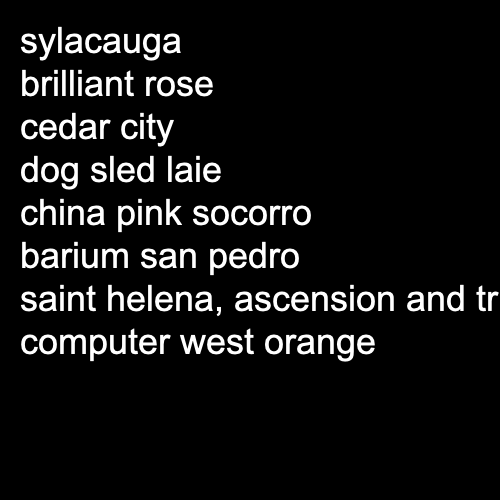 sylacauga
brilliant rose
cedar city
dog sled laie
china pink socorro
barium san pedro
saint helena, ascension and tr
computer west orange